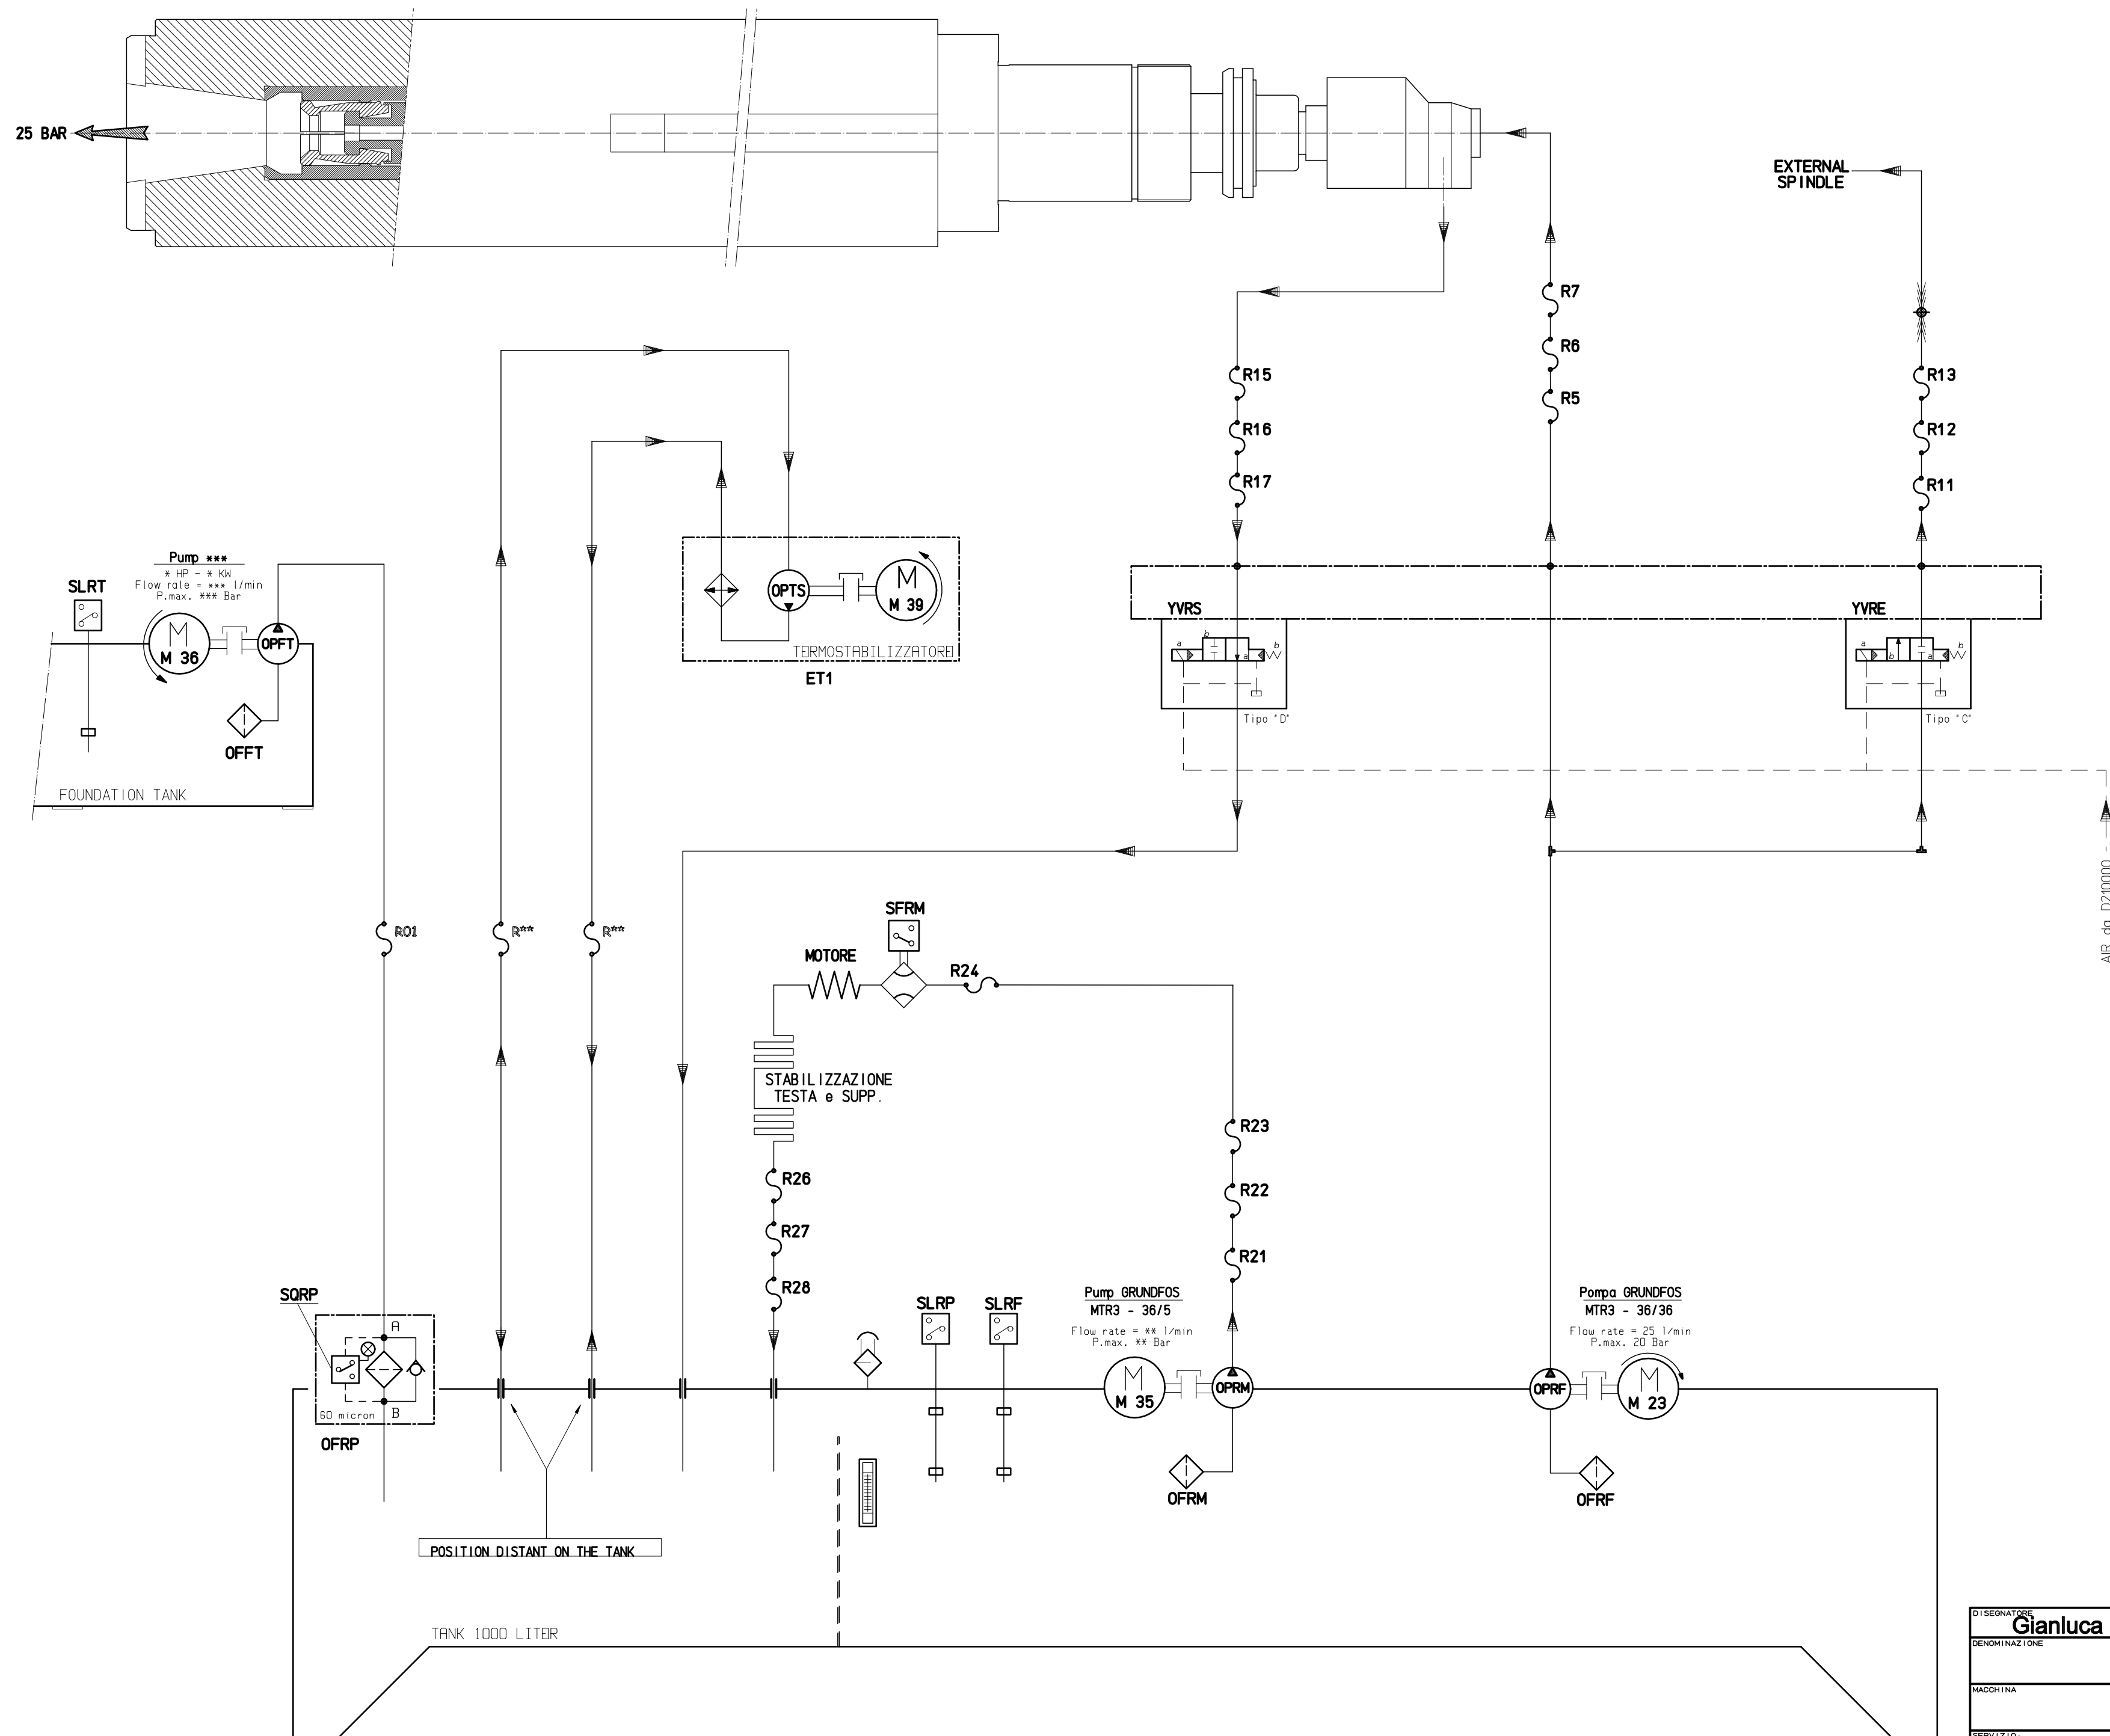 25 BAR
EXTERNAL
SPINDLE
R7
R6
R5
R15
R16
R17
R13
R12
R11
Pump ***
* HP - * KW
Flow rate = *** l/min
P.max. *** Bar
SLRT
M
M 36
OPFT
OFFT
FOUNDATION TANK
OPTS
M
M 39
TERMOSTABILIZZATORE
ET1
YVRS
a
b
a
b
Tipo "D"
YVRE
a
b
a
b
Tipo "C"
AIR da D210000 -
R01
R**
R**
SFRM
MOTORE
R24
STABILIZZAZIONE
TESTA e SUPP.
R23
R22
R21
R26
R27
R28
SQRP
A
B
60 micron
OFRP
SLRP
SLRF
Pump GRUNDFOS
MTR3 - 36/5
Flow rate = ** l/min
P.max. ** Bar
M
M 35
OPRM
OFRM
Pompa GRUNDFOS
MTR3 - 36/36
Flow rate = 25 l/min
P.max. 20 Bar
OPRF
M
M 23
OFRF
POSITION DISTANT ON THE TANK
TANK 1000 LITER
DISEGNATORE
Gianluca
DENOMINAZIONE
MACCHINA